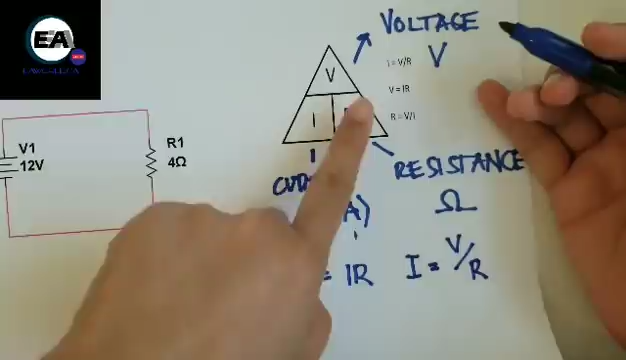 EA
VOLTAGE
V
I = V/R
V = IR
R = V/I
V
I
V1
12V
R1
4Ω
RESISTANCE
Ω
A)
= IR
I = V/R